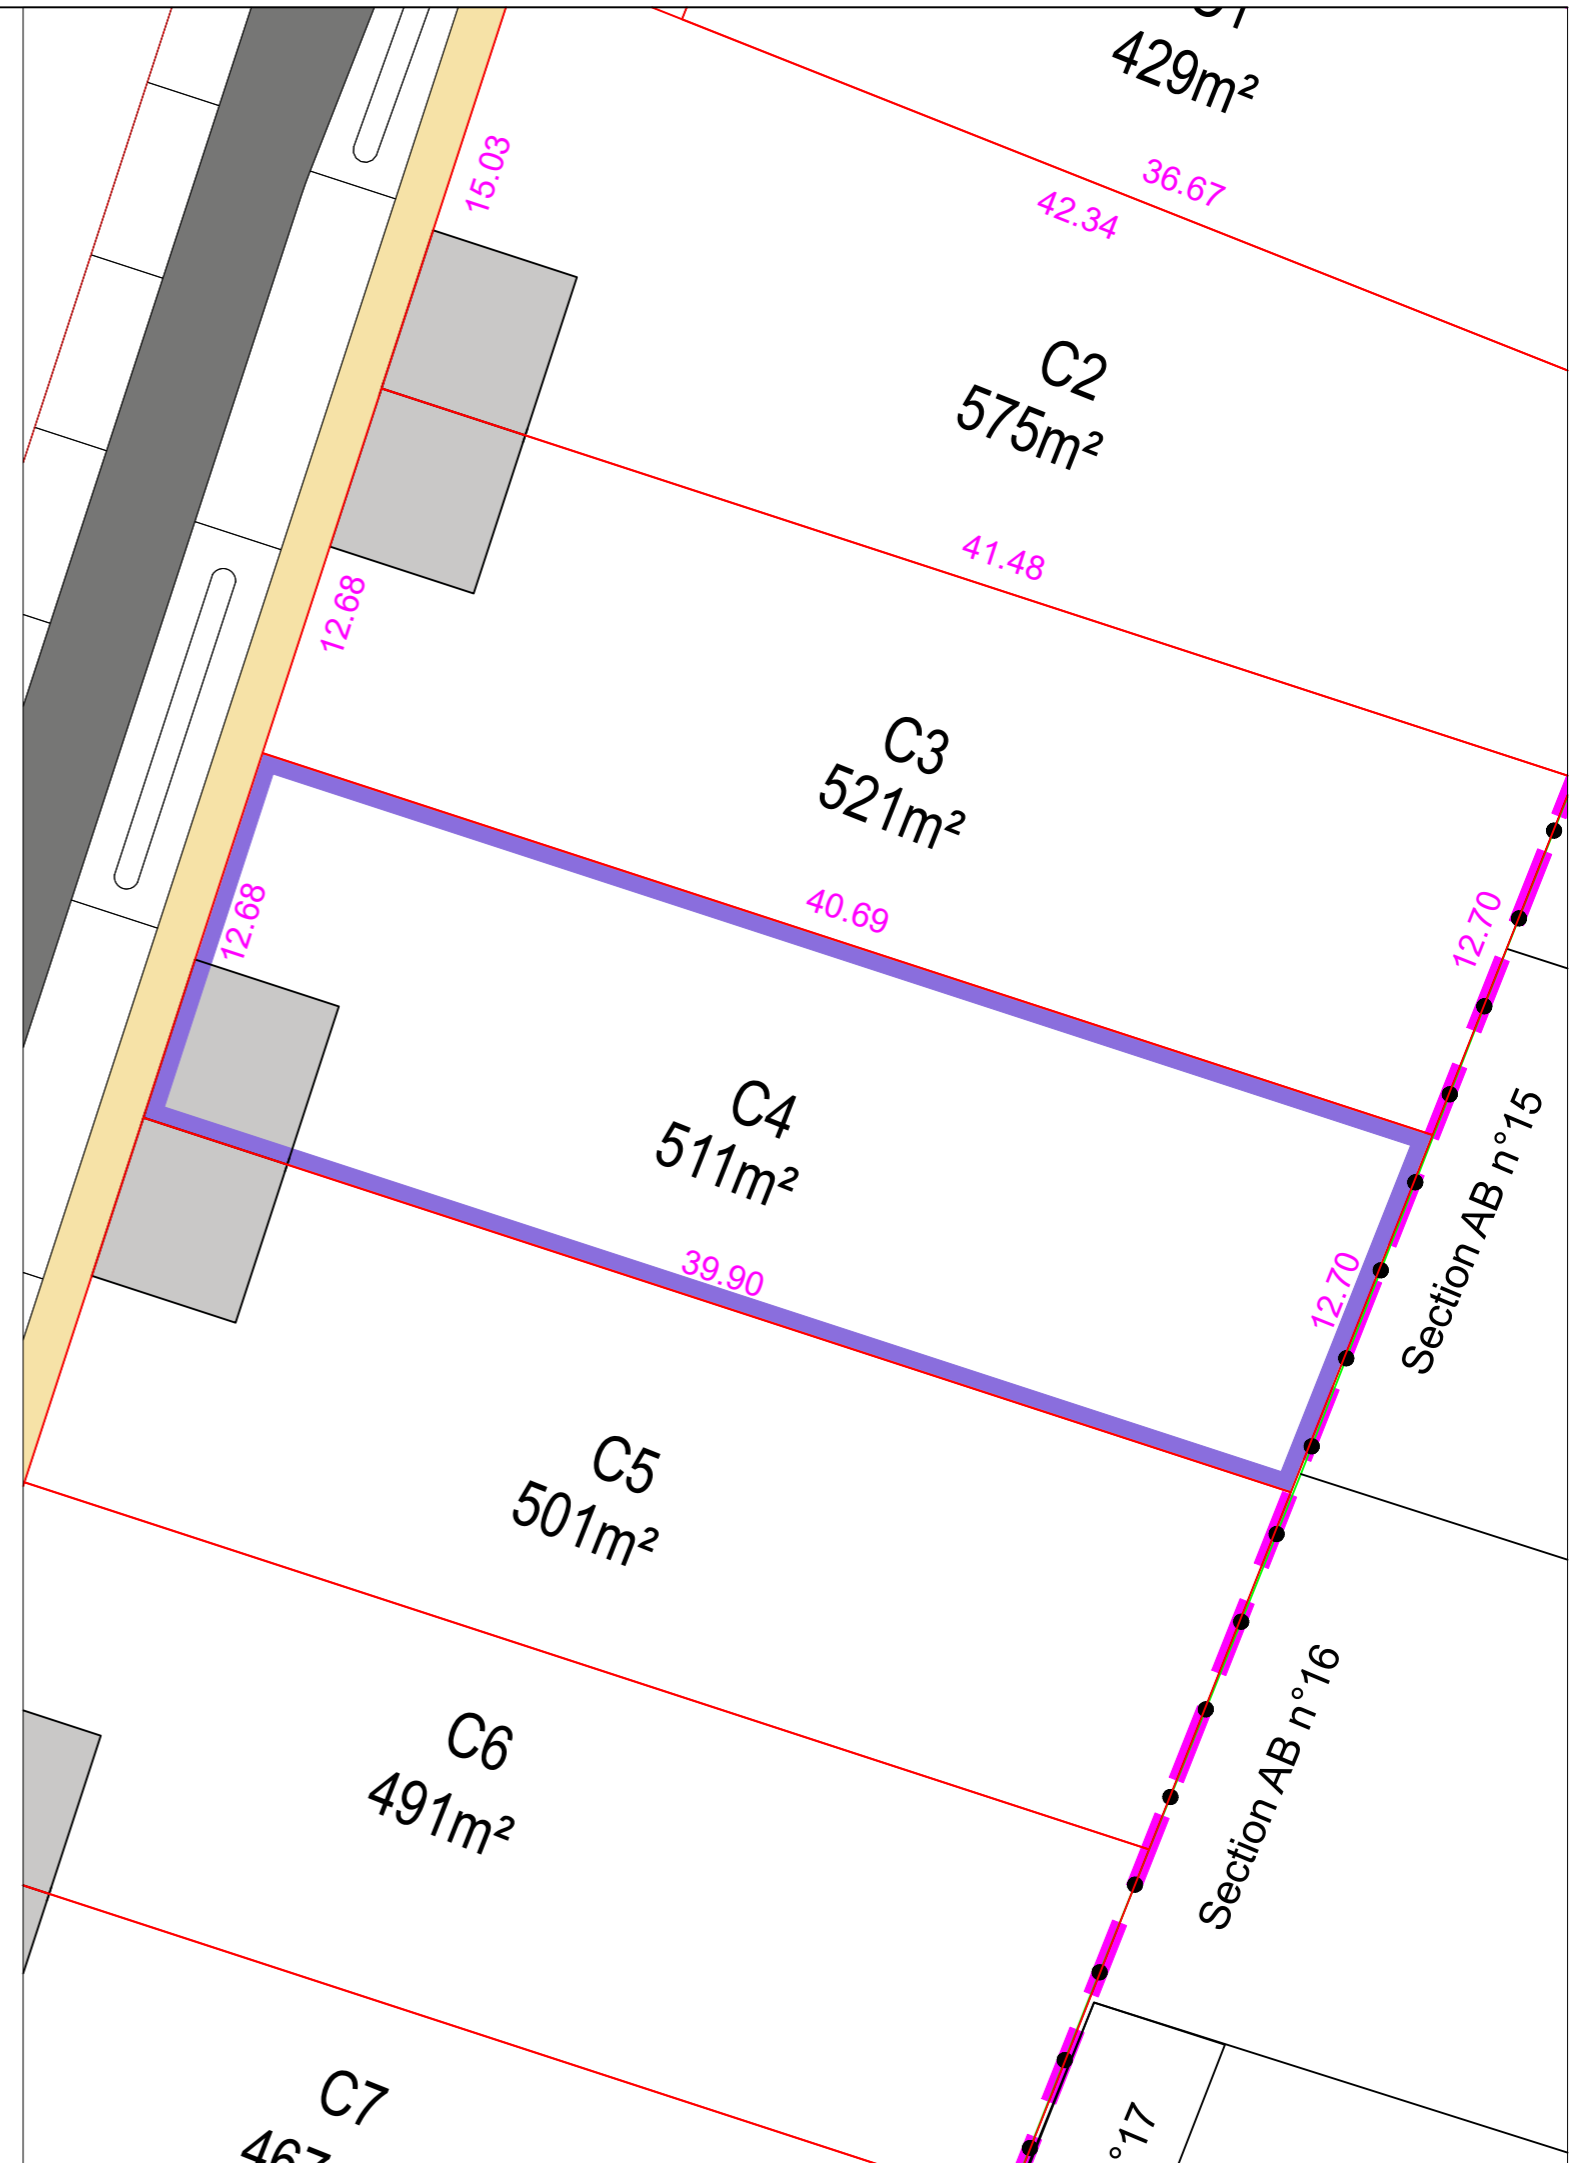 429m²
15.03
36.67
42.34
C2
575m²
41.48
12.68
C3
521m²
12.68
40.69
12.70
C4
511m²
Section AB n°15
39.90
12.70
C5
501m²
C6
491m²
Section AB n°16
C7
467
°17